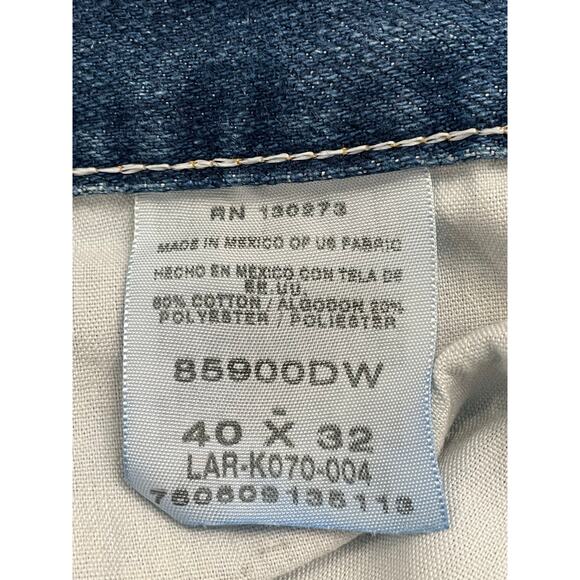 RN 130273
MADE IN MEXICO OF US FABRIC
HECHO EN MEXICO CON TELA DE
EE.UU.
80% COTTON / ALGODON 20%
POLYESTER / POLIESTER
85900DW
40 X 32
LAR-K070-004
780609135113